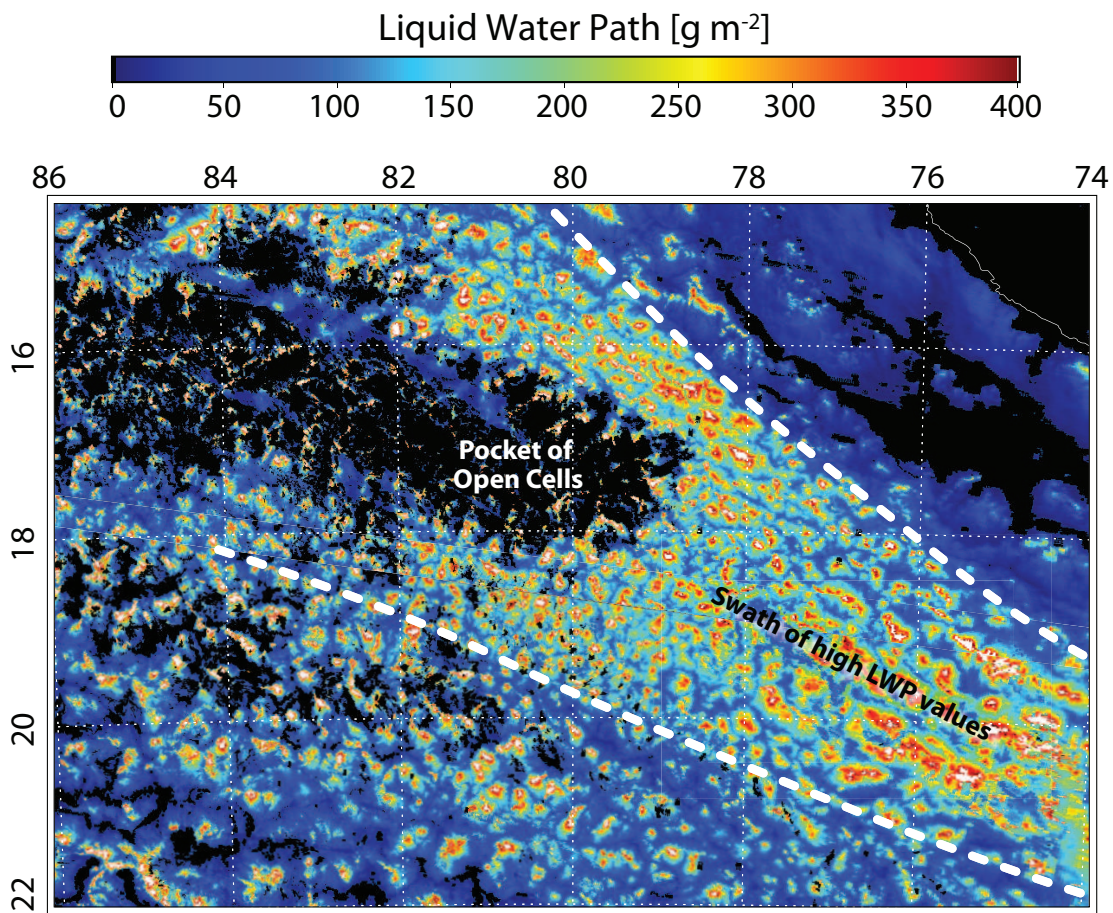 Liquid Water Path [g m-2]
0 50 100 150 200 250 300 350 400
86 84 82 80 78 76 74
16
Pocket of
Open Cells
18
Swath of high LWP values
20
22